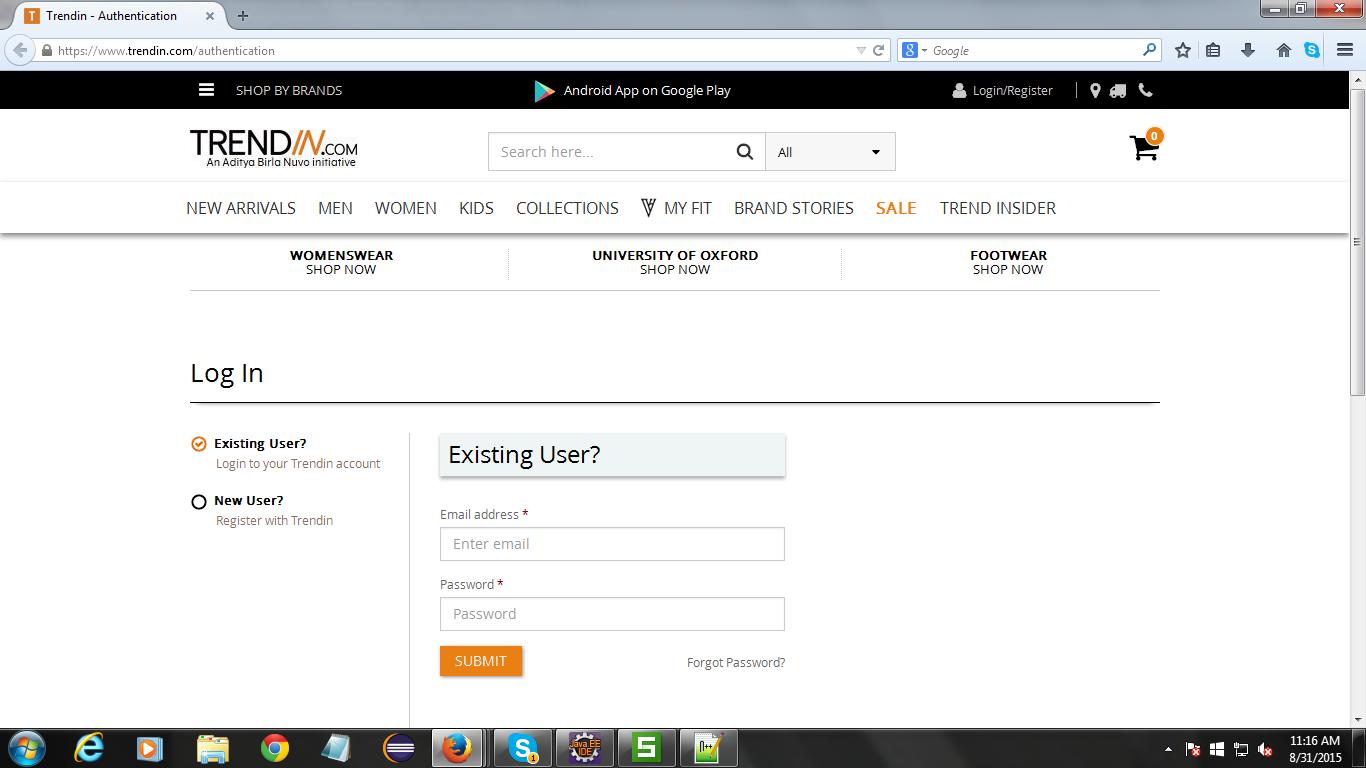 Trendin - Authentication
https://www.trendin.com/authentication
Google
SHOP BY BRANDS
Android App on Google Play
Login/Register
TRENDIN.COM
An Aditya Birla Nuvo initiative
Search here...
All
0
NEW ARRIVALS MEN WOMEN KIDS COLLECTIONS MY FIT BRAND STORIES SALE TREND INSIDER
WOMENSWEAR
SHOP NOW
UNIVERSITY OF OXFORD
SHOP NOW
FOOTWEAR
SHOP NOW
Log In
Existing User?
Login to your Trendin account
New User?
Register with Trendin
Existing User?
Email address *
Enter email
Password *
Password
SUBMIT
Forgot Password?
1
Java EE
IDE
11:16 AM
8/31/2015